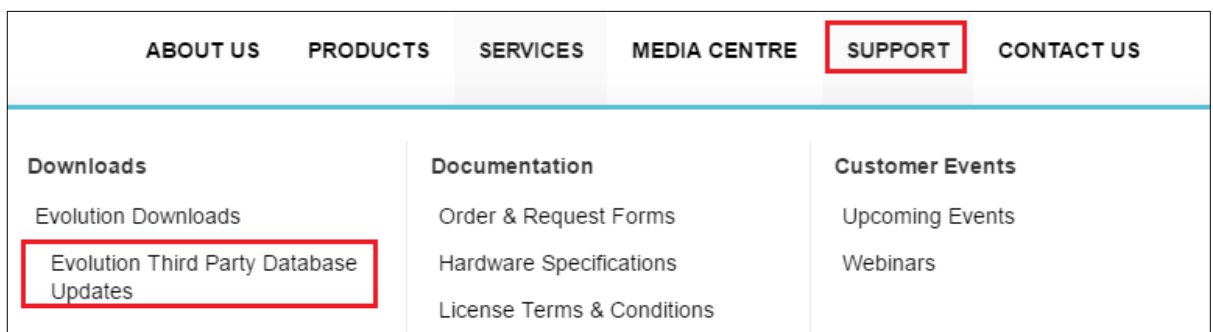 ABOUT US PRODUCTS SERVICES MEDIA CENTRE SUPPORT CONTACT US
Downloads
Evolution Downloads
Evolution Third Party Database
Updates
Documentation
Order & Request Forms
Hardware Specifications
License Terms & Conditions
Customer Events
Upcoming Events
Webinars